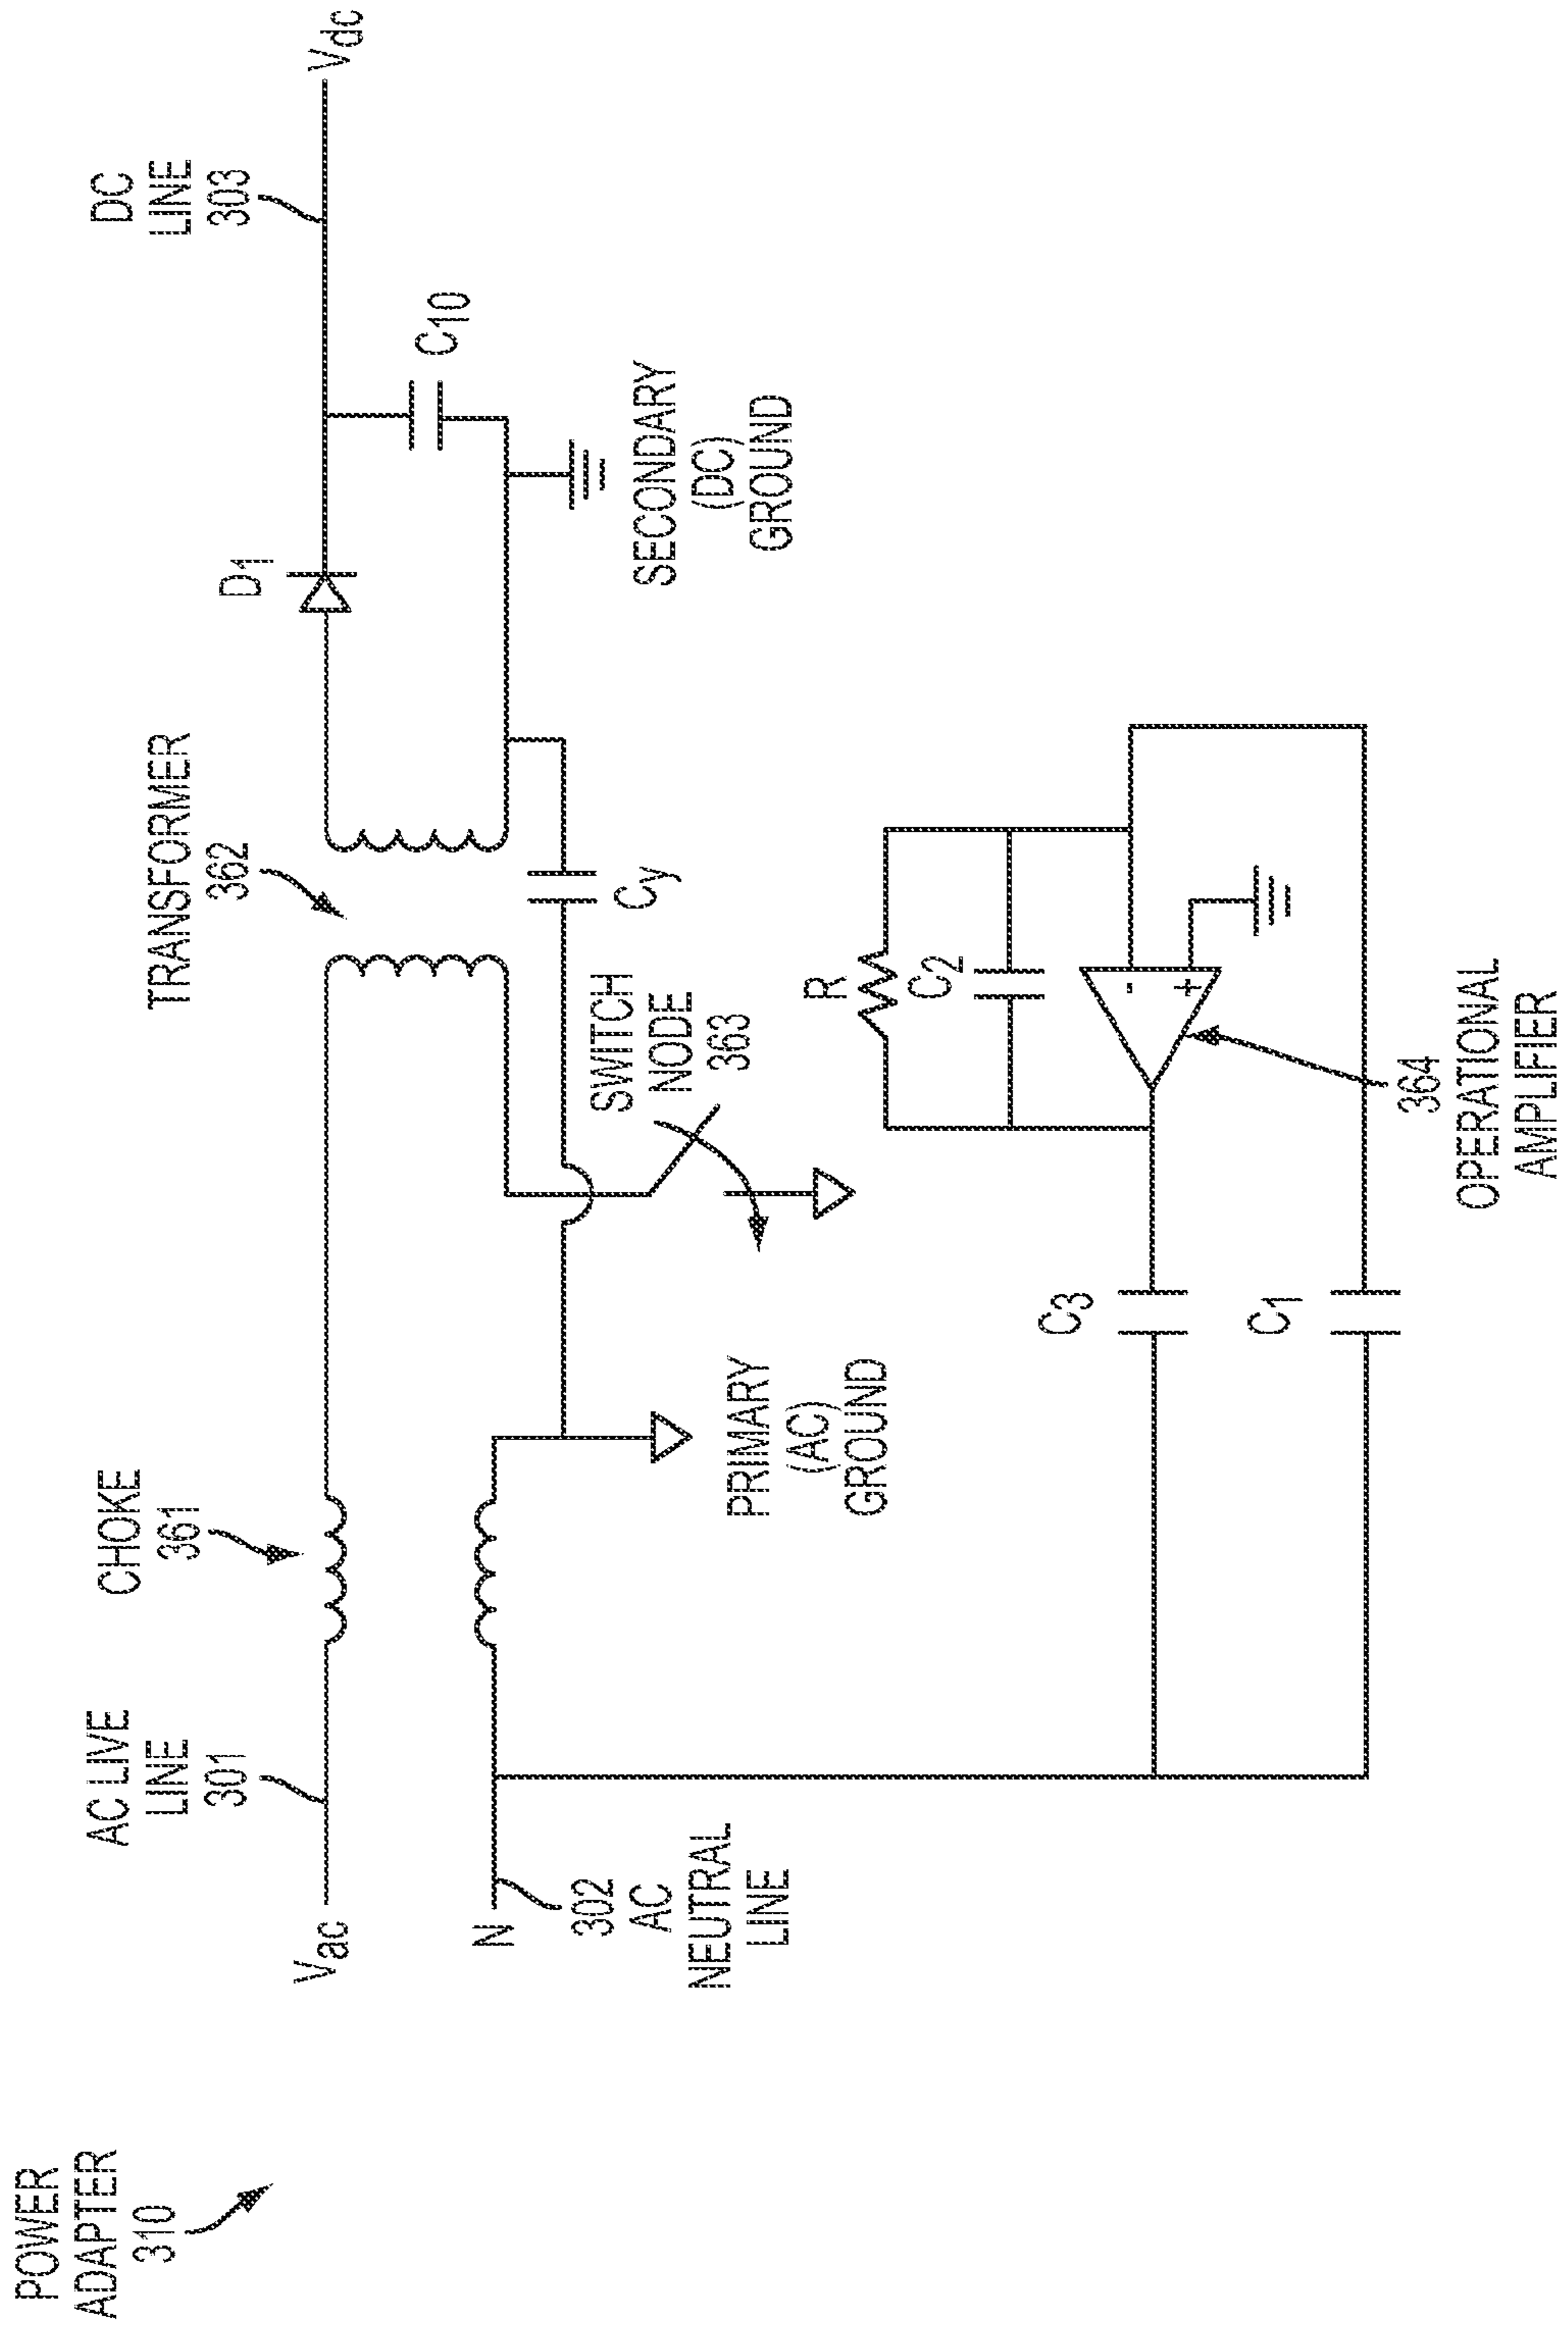 POWER
ADAPTER
310
Vac
AC LIVE
LINE
301
CHOKE
361
TRANSFORMER
362
D1
DC
LINE
303
Vdc
C10
SECONDARY
(DC)
GROUND
Cy
SWITCH
NODE
363
N
302
AC
NEUTRAL
LINE
PRIMARY
(AC)
GROUND
R
C2
-
+
C3
C1
364
OPERATIONAL
AMPLIFIER